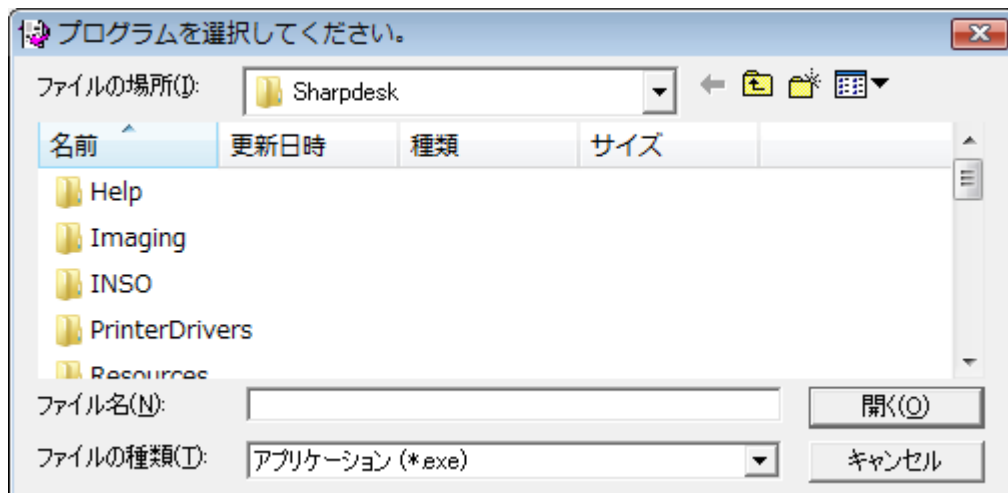 プログラムを選択してください。
ファイルの場所(I): Sharpdesk
名前 更新日時 種類 サイズ
Help
Imaging
INSO
PrinterDrivers
Resources
ファイル名(N): 開く(O)
ファイルの種類(T): アプリケーション (*.exe) キャンセル